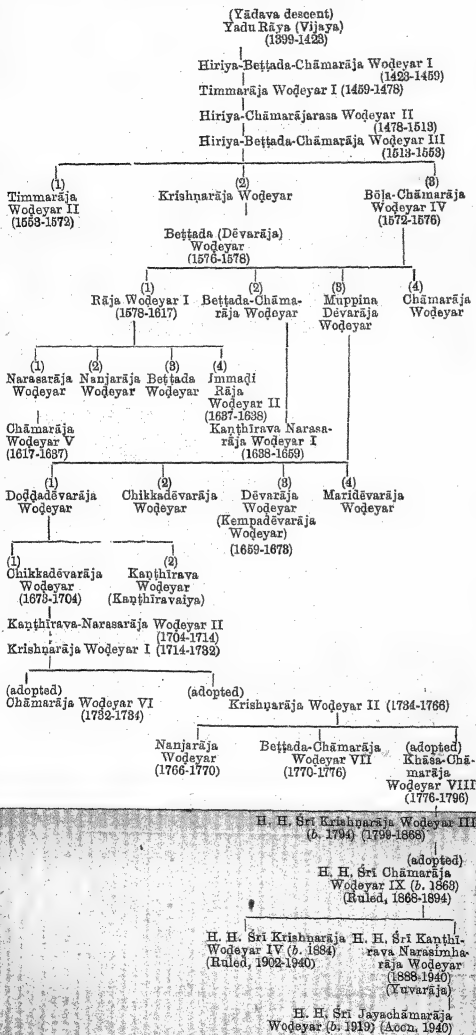 (Yādava descent)
Yadu Rāya (Vijaya)
(1399-1423)
Hiriya-Beṭṭada-Chāmarāja Woḍeyar I
(1423-1459)
Timmarāja Woḍeyar I (1459-1478)
Hiriya-Chāmarājarasa Woḍeyar II
(1478-1513)
Hiriya-Beṭṭada-Chāmarāja Woḍeyar III
(1513-1553)
(1)
Timmarāja
Woḍeyar II
(1553-1572)
(2)
Krishṇarāja Woḍeyar
(3)
Bōḷa-Chāmarāja
Woḍeyar IV
(1572-1576)
Beṭṭada (Dēvarāja)
Woḍeyar
(1576-1578)
(1)
Rāja Woḍeyar I
(1578-1617)
(2)
Beṭṭada-Chāma-
rāja Woḍeyar
(3)
Muppina
Dēvarāja
Woḍeyar
(4)
Chāmarāja
Woḍeyar
(1)
Narasarāja
Woḍeyar
(2)
Nanjarāja
Woḍeyar
(3)
Beṭṭada
Woḍeyar
(4)
Immaḍi
Rāja
Woḍeyar II
(1637-1638)
Chāmarāja
Woḍeyar V
(1617-1637)
Kaṇṭhīrava Narasa-
rāja Woḍeyar I
(1638-1659)
(1)
Doḍḍadēvarāja
Woḍeyar
(2)
Chikkadēvarāja
Woḍeyar
(3)
Dēvarāja
Woḍeyar
(Kempadēvarāja
Woḍeyar)
(1659-1673)
(4)
Maridēvarāja
Woḍeyar
(1)
Chikkadēvarāja
Woḍeyar
(1673-1704)
(2)
Kaṇṭhīrava
Woḍeyar
(Kaṇṭhīravaiya)
Kaṇṭhīrava-Narasarāja Woḍeyar II
(1704-1714)
Krishṇarāja Woḍeyar I (1714-1732)
(adopted)
Chāmarāja Woḍeyar VI
(1732-1734)
(adopted)
Krishṇarāja Woḍeyar II (1734-1766)
Nanjarāja
Woḍeyar
(1766-1770)
Beṭṭada-Chāmarāja
Woḍeyar VII
(1770-1776)
(adopted)
Khāsa-Chā-
marāja
Woḍeyar VIII
(1776-1796)
H. H. Śrī Krishṇarāja Woḍeyar III
(b. 1794) (1799-1868)
(adopted)
H. H. Śrī Chāmarāja
Woḍeyar IX (b. 1863)
(Ruled, 1868-1894)
H. H. Śrī Krishṇarāja
Woḍeyar IV (b. 1884)
(Ruled, 1902-1940)
H. H. Śrī Kaṇṭhī-
rava Narasimha-
rāja Woḍeyar
(1888-1940)
(Yuvarāja)
H. H. Śrī Jayachāmarāja
Woḍeyar (b. 1919) (Accn. 1940)